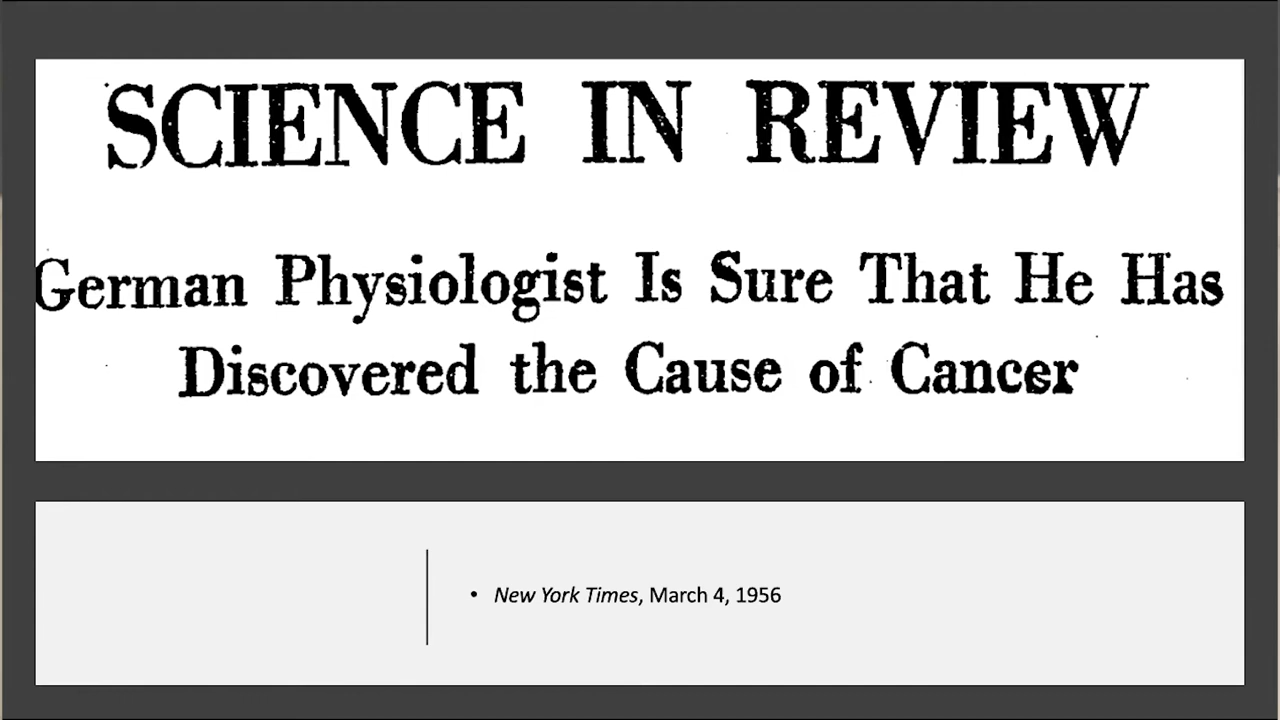 SCIENCE IN REVIEW
German Physiologist Is Sure That He Has
Discovered the Cause of Cancer
• New York Times, March 4, 1956